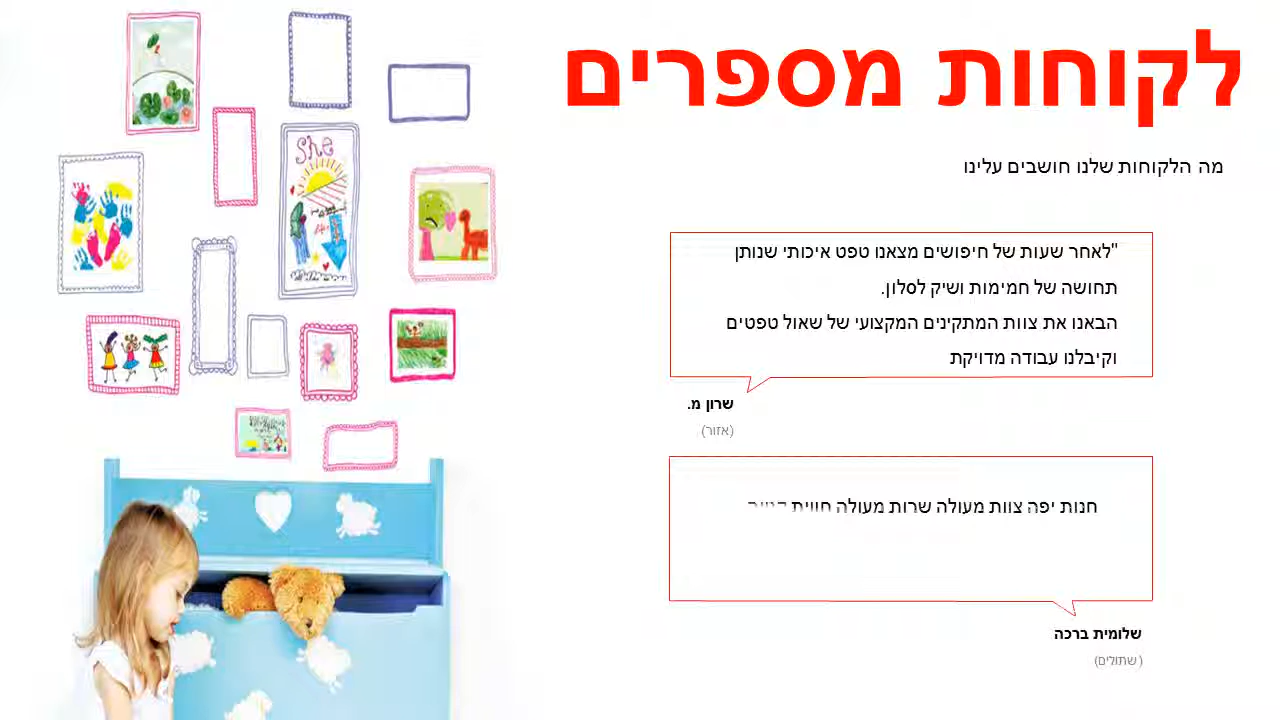 לקוחות מספרים
מה הלקוחות שלנו חושבים עלינו
"לאחר שעות של חיפושים מצאנו טפט איכותי שנותן
תחושה של חמימות ושיק לסלון.
הבאנו את צוות המתקינים המקצועי של שאול טפטים
וקיבלנו עבודה מדויקת
שרון מ.
(אזור)
חנות יפה צוות מעולה שרות מעולה חווית
שלומית ברכה
(שתולים)
She